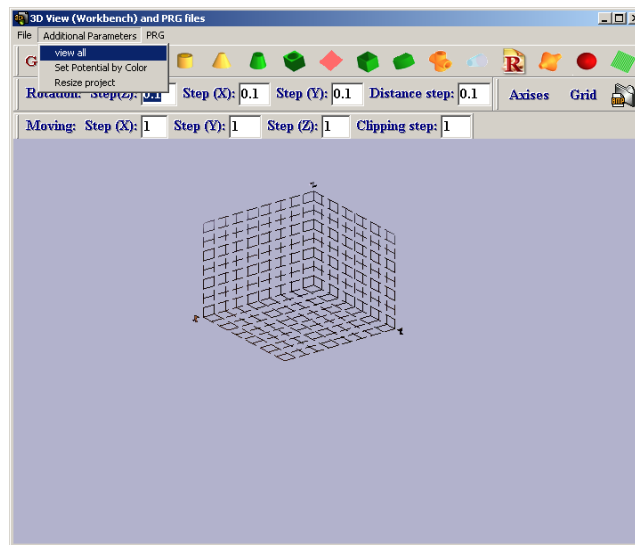 3D View (Workbench) and PRG files
File Additional Parameters PRG
view all
Set Potential by Color
Resize project
G
R
Rotation: Step(Z): 0.1 Step (X): 0.1 Step (Y): 0.1 Distance step: 0.1 Axises Grid
Moving: Step (X): 1 Step (Y): 1 Step (Z): 1 Clipping step: 1
Z
X
Y